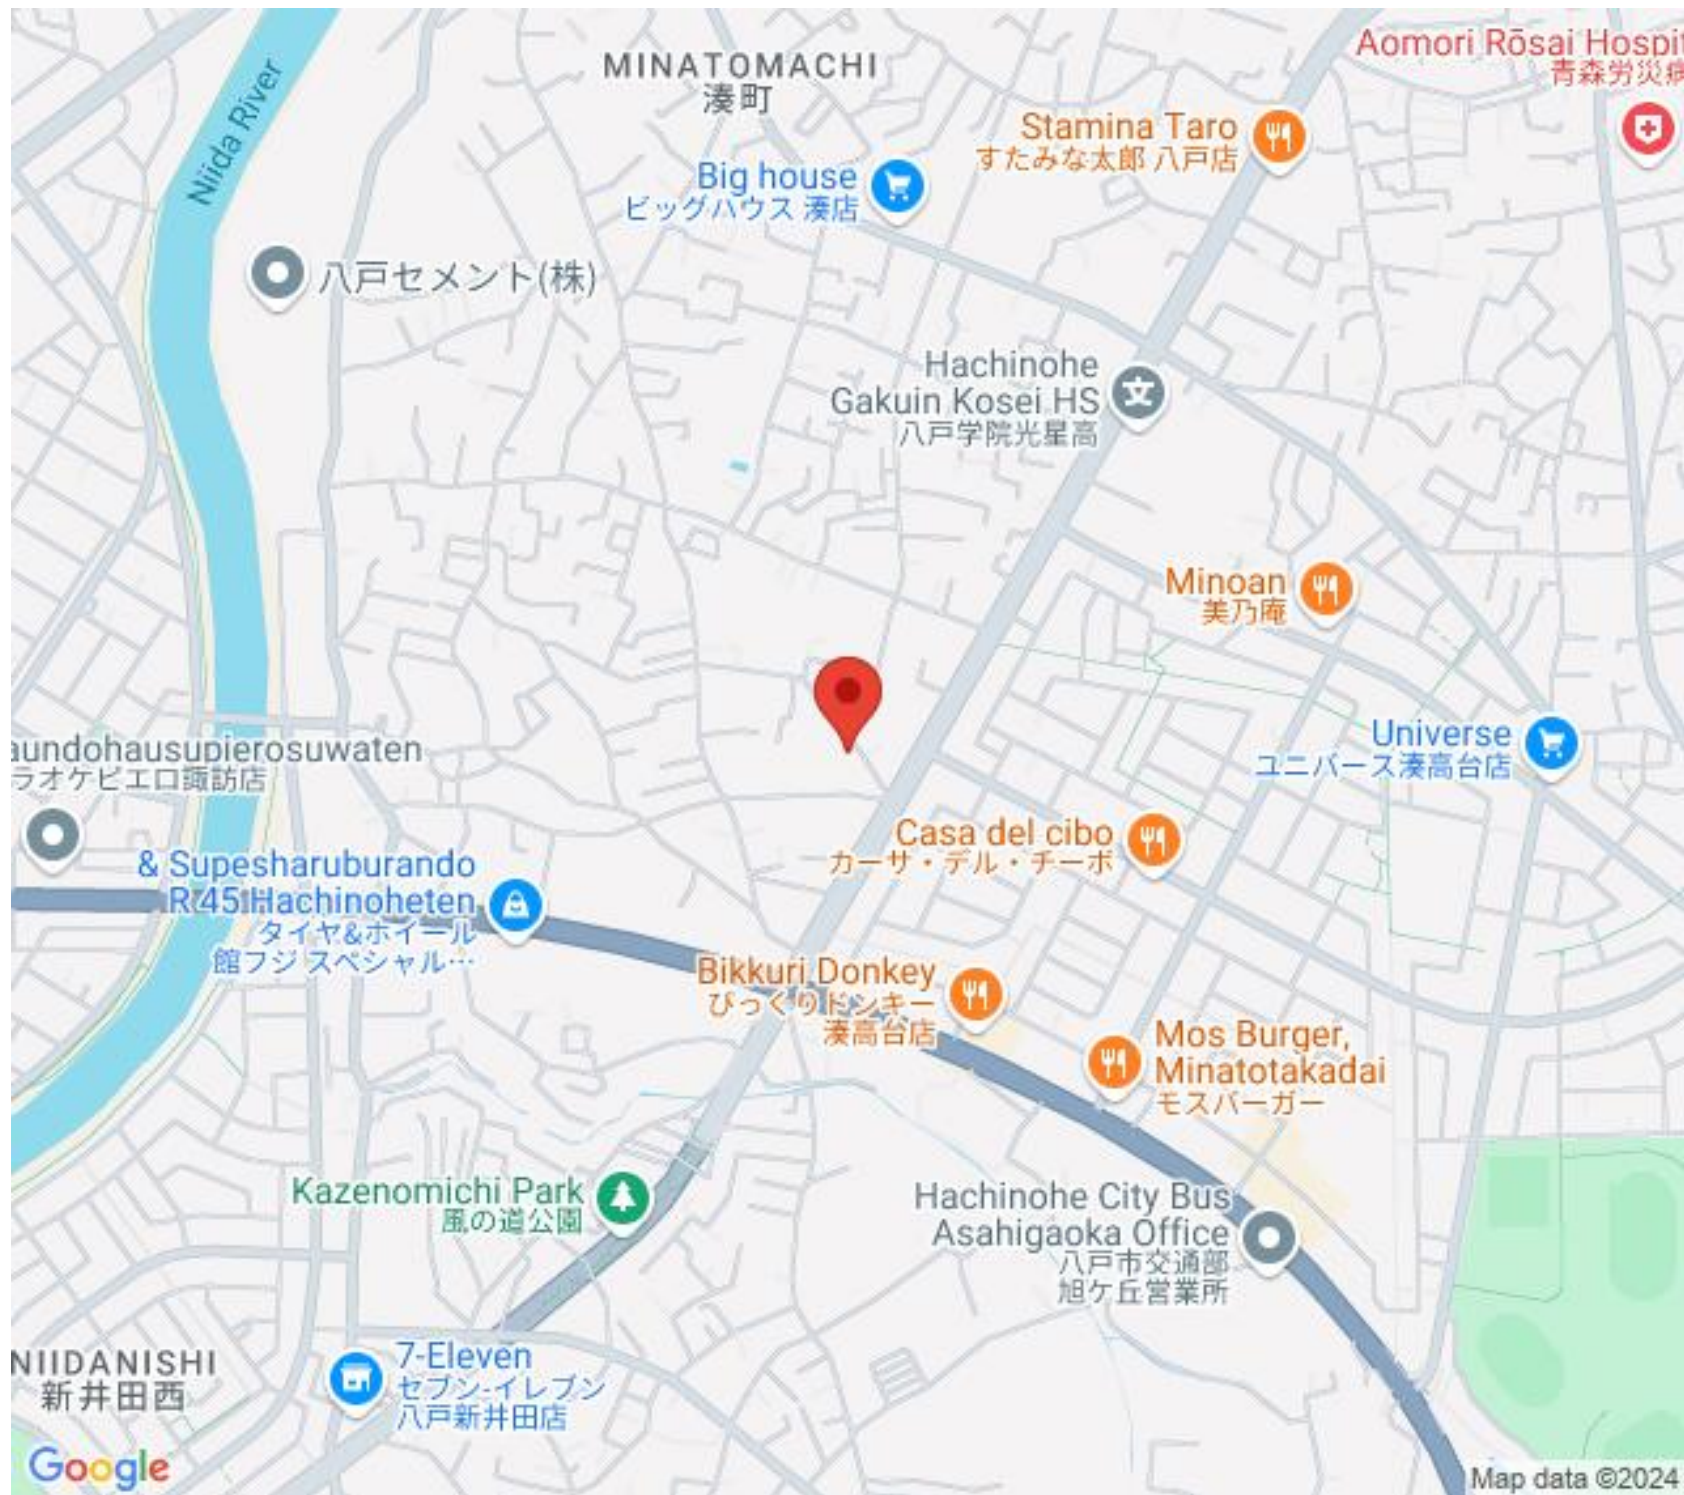 Aomori Rōsai Hospit
青森労災病
MINATOMACHI
湊町
Niida River
Stamina Taro
すたみな太郎 八戸店
Big house
ビッグハウス 湊店
八戸セメント(株)
Hachinohe
Gakuin Kosei HS
八戸学院光星高
Minoan
美乃庵
Universe
ユニバース湊高台店
aundohausupierosuwaten
ラオケピエロ諏訪店
Casa del cibo
カーサ・デル・チーボ
& Supesharuburando
R 45 Hachinoheten
タイヤ&ホイール
館フジ スペシャル…
Bikkuri Donkey
びっくりドンキー
湊高台店
Mos Burger,
Minatotakadai
モスバーガー
Kazenomichi Park
風の道公園
Hachinohe City Bus
Asahigaoka Office
八戸市交通部
旭ケ丘営業所
NIIDANISHI
新井田西
7-Eleven
セブン-イレブン
八戸新井田店
Google
Map data ©2024